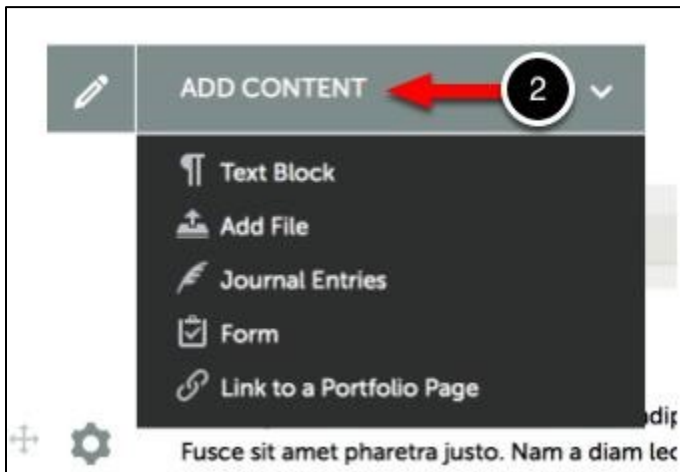 ADD CONTENT
2
Text Block
Add File
Journal Entries
Form
Link to a Portfolio Page
Fusce sit amet pharetra justo. Nam a diam